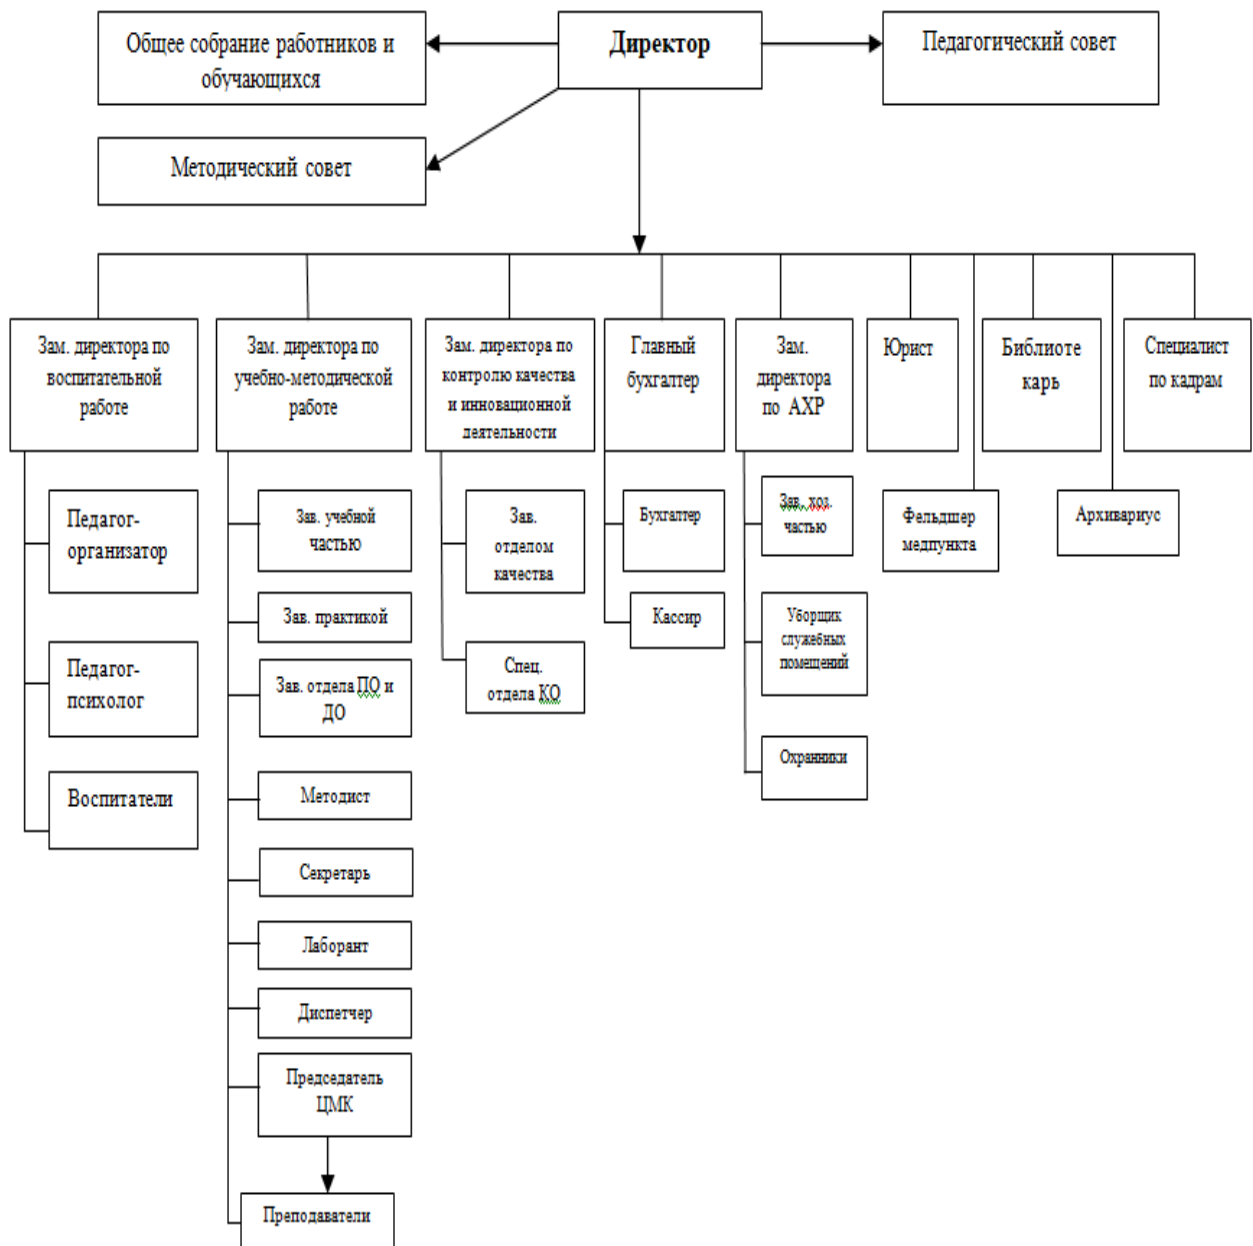 Общее собрание работников и
обучающихся
Директор
Педагогический совет
Методический совет
Зам. директора по
воспитательной
работе
Зам. директора по
учебно-методической
работе
Зам. директора по
контролю качества
и инновационной
деятельности
Главный
бухгалтер
Зам.
директора
по АХР
Юрист
Библиоте
карь
Специалист
по кадрам
Педагог-
организатор
Педагог-
психолог
Воспитатели
Зав. учебной
частью
Зав. практикой
Зав. отдела ПО и
ДО
Методист
Секретарь
Лаборант
Диспетчер
Председатель
ЦМК
Преподаватели
Зав.
отделом
качества
Спец.
отдела КО
Бухгалтер
Кассир
Зав. хоз.
частью
Уборщик
служебных
помещений
Охранники
Фельдшер
медпункта
Архивариус